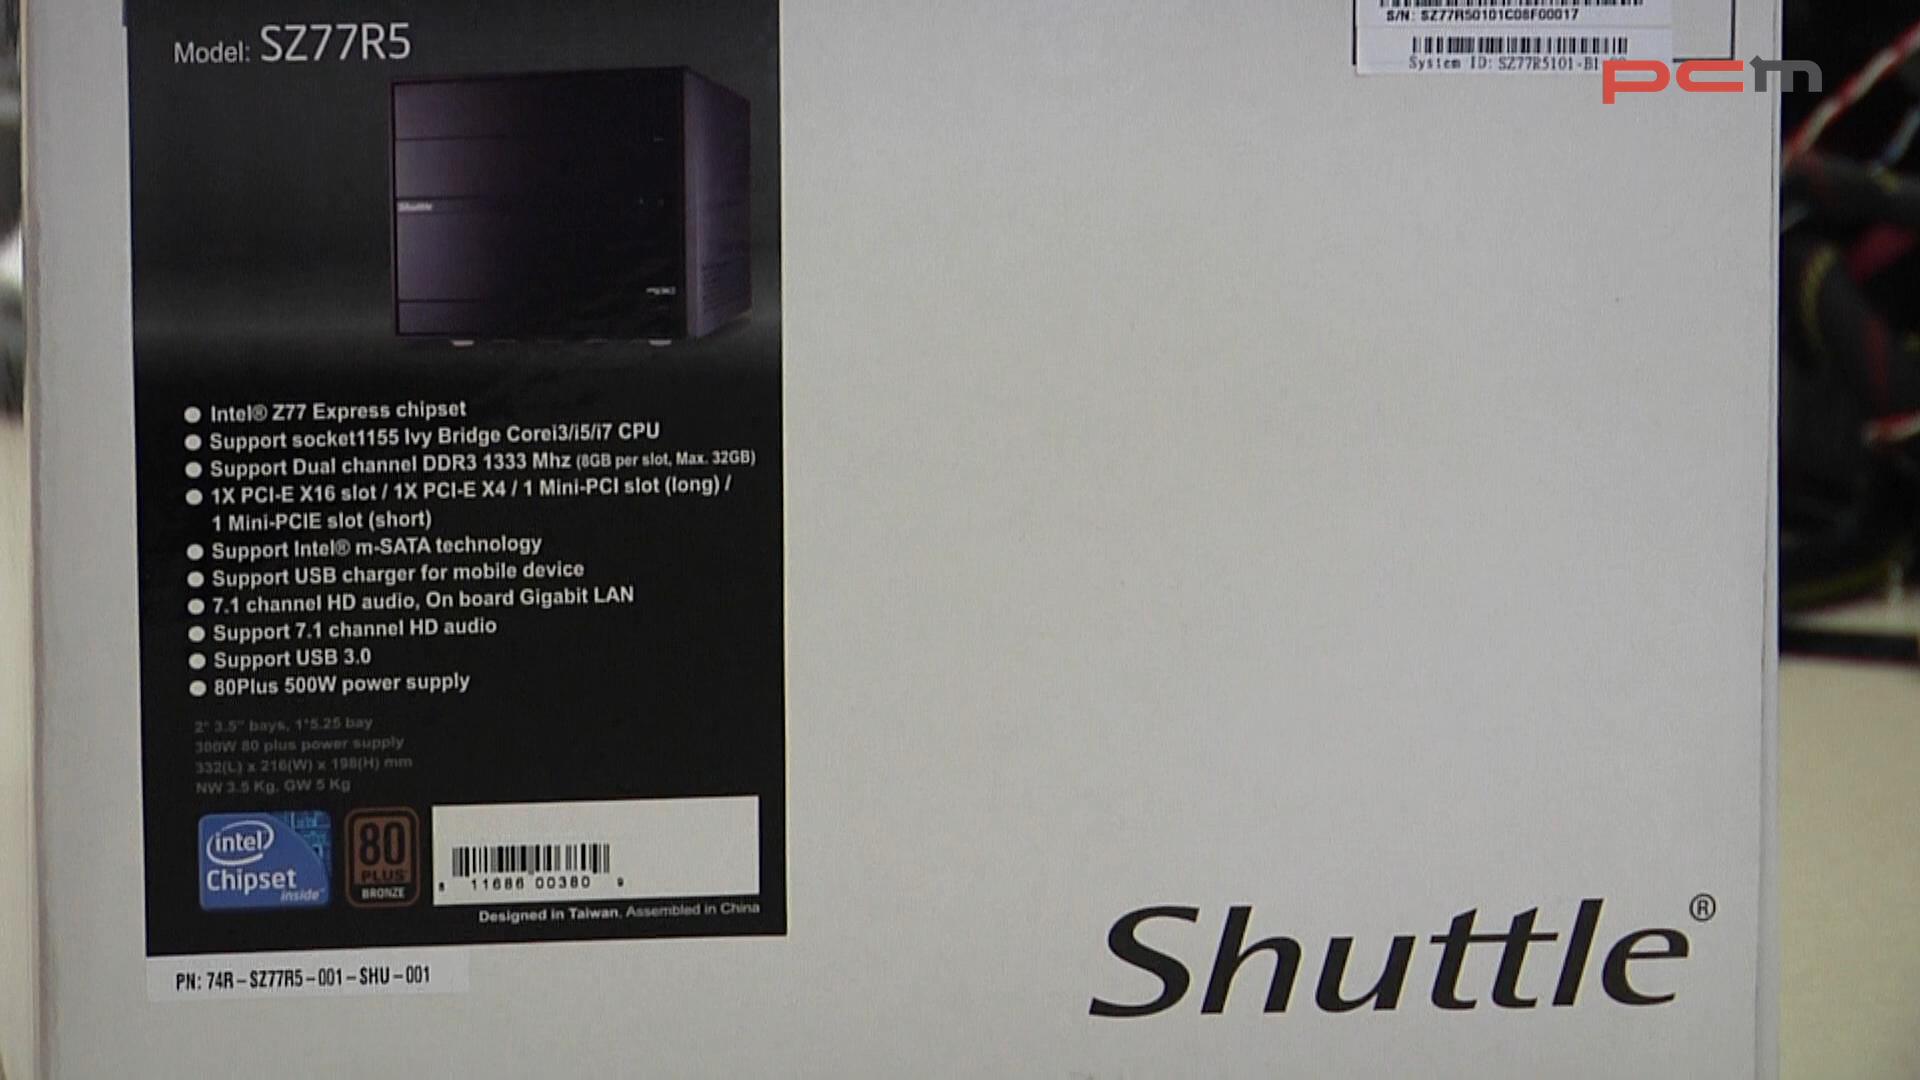 Model: SZ77R5
Shuttle
Intel® Z77 Express chipset
Support socket1155 Ivy Bridge Corei3/i5/i7 CPU
Support Dual channel DDR3 1333 Mhz (8GB per slot, Max. 32GB)
1X PCI-E X16 slot / 1X PCI-E X4 / 1 Mini-PCI slot (long) /
1 Mini-PCIE slot (short)
Support Intel® m-SATA technology
Support USB charger for mobile device
7.1 channel HD audio, On board Gigabit LAN
Support 7.1 channel HD audio
Support USB 3.0
80Plus 500W power supply
2* 3.5" bays, 1*5.25 bay
300W 80 plus power supply
332(L) x 216(W) x 198(H) mm
NW 3.5 Kg, GW 5 Kg
intel
Chipset
inside™
80
PLUS
BRONZE
8 11686 00380 9
Designed in Taiwan, Assembled in China
PN: 74R-SZ77R5-001-SHU-001
S/N: SZ77R50101C08F00017
System ID: SZ77R5101-B1
pcm
Shuttle®